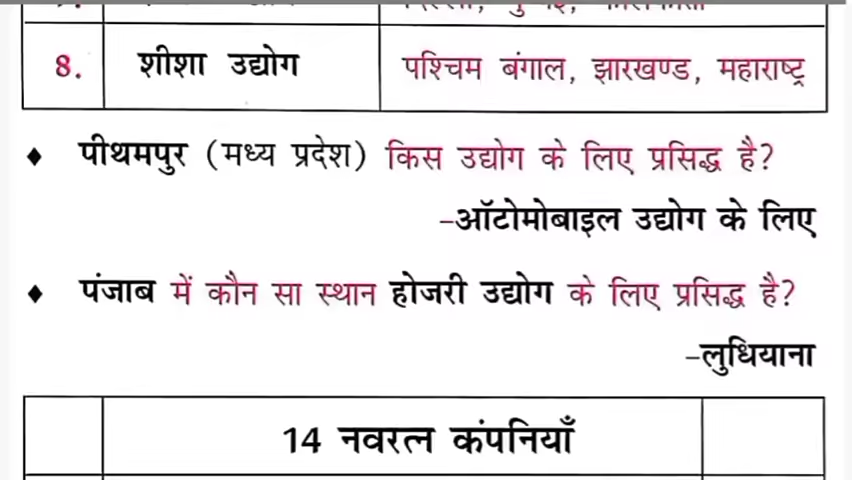 8. शीशा उद्योग पश्चिम बंगाल, झारखण्ड, महाराष्ट्र
♦ पीथमपुर (मध्य प्रदेश) किस उद्योग के लिए प्रसिद्ध है?
–ऑटोमोबाइल उद्योग के लिए
♦ पंजाब में कौन सा स्थान होजरी उद्योग के लिए प्रसिद्ध है?
–लुधियाना
14 नवरत्न कंपनियाँ